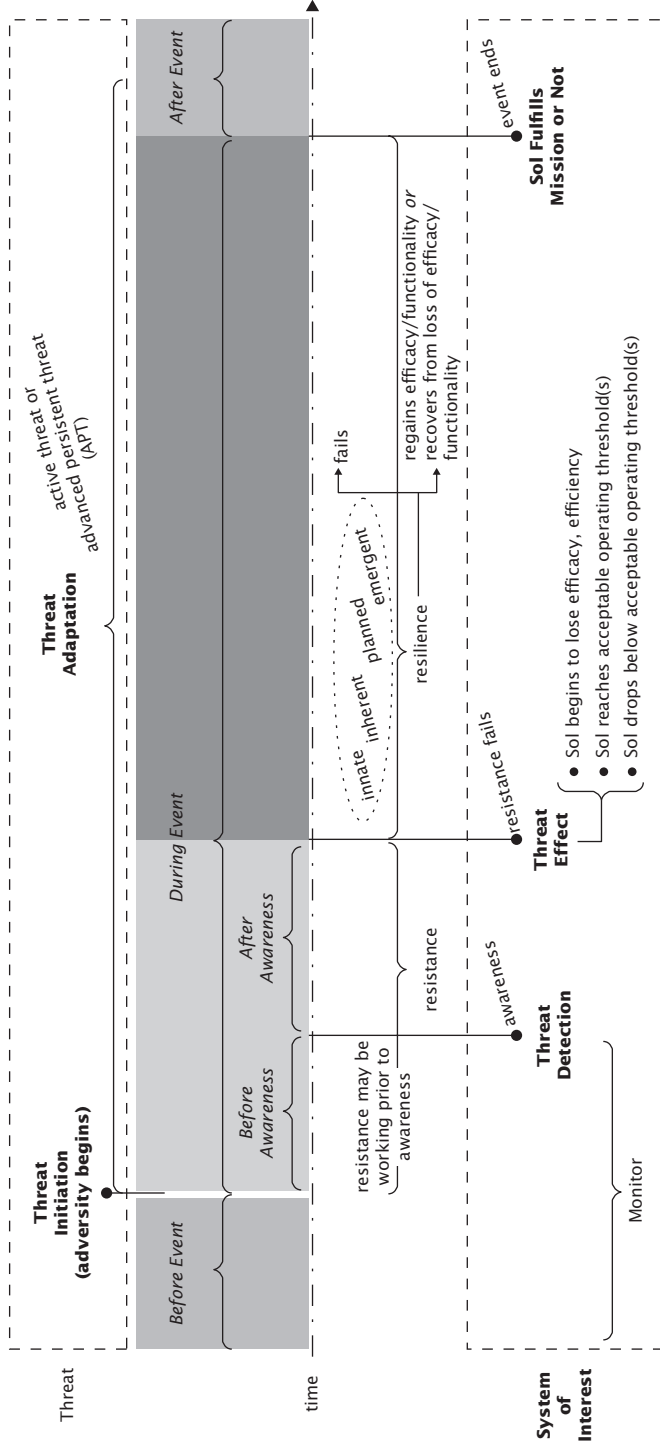 Threat
Threat
Initiation
(adversity begins)
Threat
Adaptation
active threat or
advanced persistent threat
(APT)
Before Event
During Event
After Event
Before
Awareness
After
Awareness
time
resistance may be
working prior to
awareness
resistance
innate inherent planned emergent
resilience
fails
regains efficacy/functionality or
recovers from loss of efficacy/
functionality
System
of
Interest
awareness
resistance fails
event ends
Threat
Detection
Threat
Effect
SoI Fulfills
Mission or Not
Monitor
● SoI begins to lose efficacy, efficiency
● SoI reaches acceptable operating threshold(s)
● SoI drops below acceptable operating threshold(s)